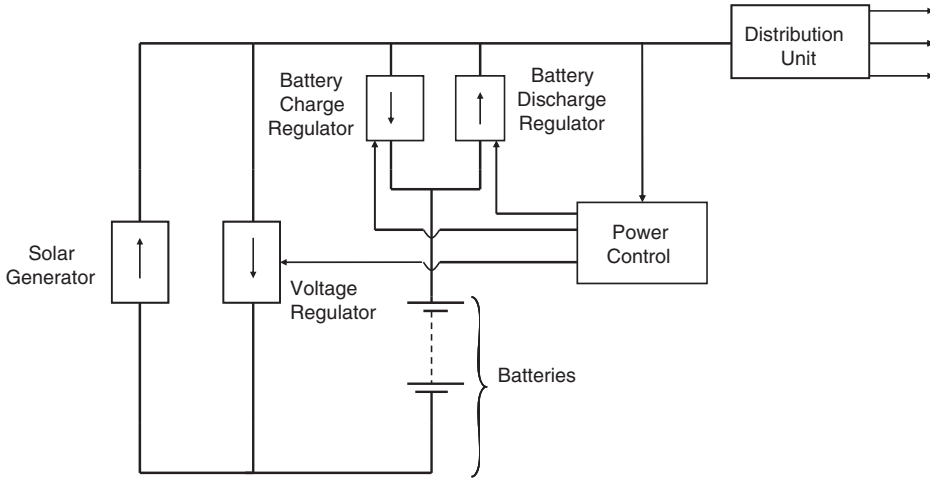 Distribution
Unit
Battery
Charge
Regulator
Battery
Discharge
Regulator
Power
Control
Solar
Generator
Voltage
Regulator
Batteries